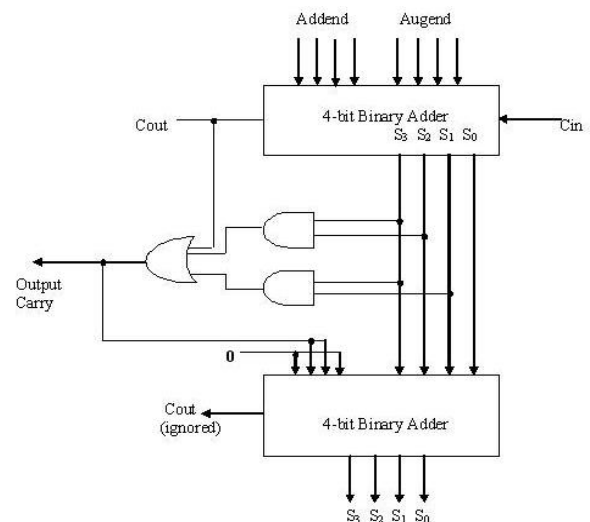 Addend Augend
4-bit Binary Adder
Cout
S3 S2 S1 S0
Cin
Output
Carry
0
Cout
(ignored)
4-bit Binary Adder
S3 S2 S1 S0